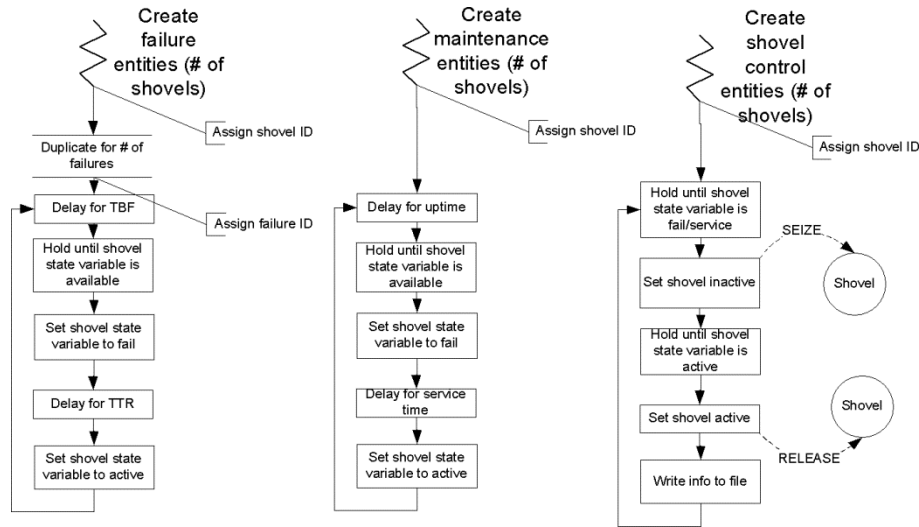 Create
failure
entities (# of
shovels)
Assign shovel ID
Duplicate for # of
failures
Delay for TBF
Assign failure ID
Hold until shovel
state variable is
available
Set shovel state
variable to fail
Delay for TTR
Set shovel state
variable to active
Create
maintenance
entities (# of
shovels)
Assign shovel ID
Delay for uptime
Hold until shovel
state variable is
available
Set shovel state
variable to fail
Delay for service
time
Set shovel state
variable to active
Create
shovel
control
entities (# of
shovels)
Assign shovel ID
Hold until shovel
state variable is
fail/service
SEIZE
Shovel
Set shovel inactive
Hold until shovel
state variable is
active
Set shovel active
Shovel
RELEASE
Write info to file